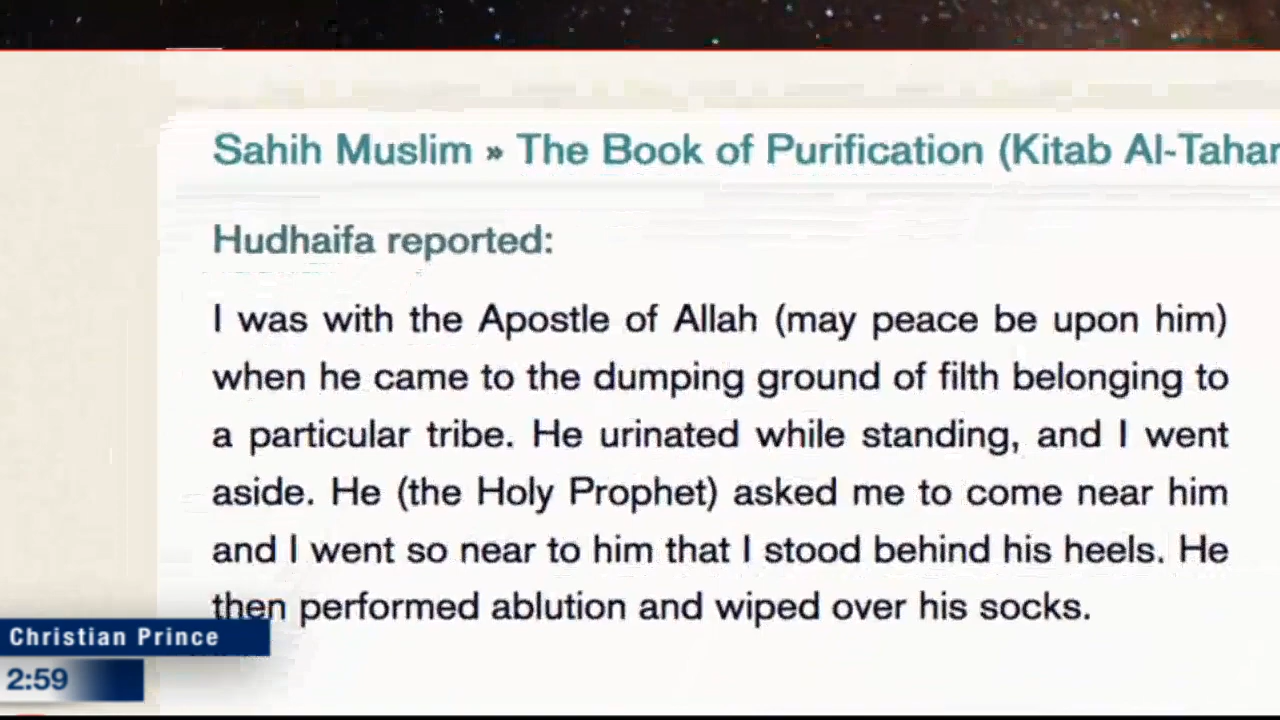 Sahih Muslim » The Book of Purification (Kitab Al-Tahar
Hudhaifa reported:
I was with the Apostle of Allah (may peace be upon him)
when he came to the dumping ground of filth belonging to
a particular tribe. He urinated while standing, and I went
aside. He (the Holy Prophet) asked me to come near him
and I went so near to him that I stood behind his heels. He
then performed ablution and wiped over his socks.
Christian Prince
2:59